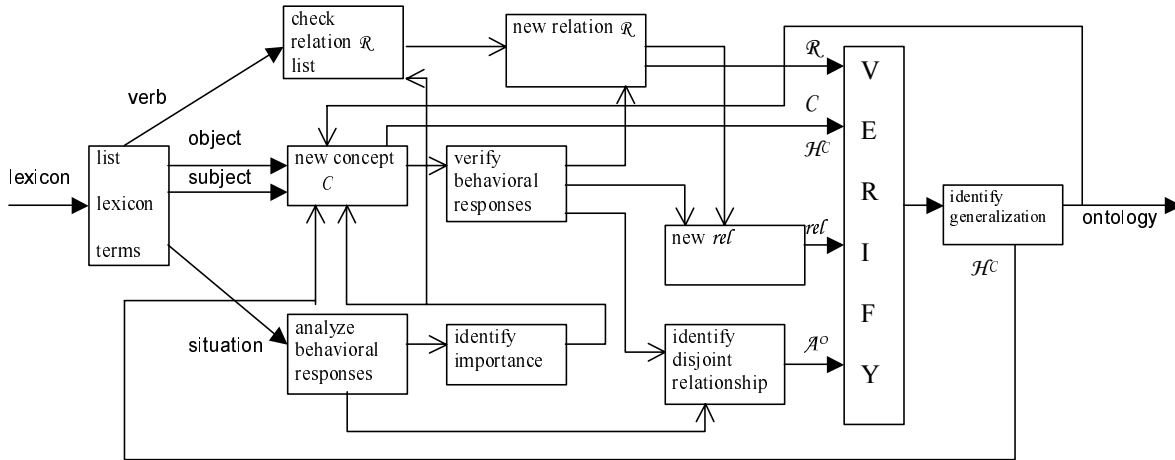 check
relation ℛ
list
new relation ℛ
ℛ
verb
C
object
ℋC
lexicon
list
lexicon
terms
subject
new concept
C
verify
behavioral
responses
new rel
rel
V
E
R
I
F
Y
identify
generalization
ontology
ℋC
situation
analyze
behavioral
responses
identify
importance
identify
disjoint
relationship
𝒜O